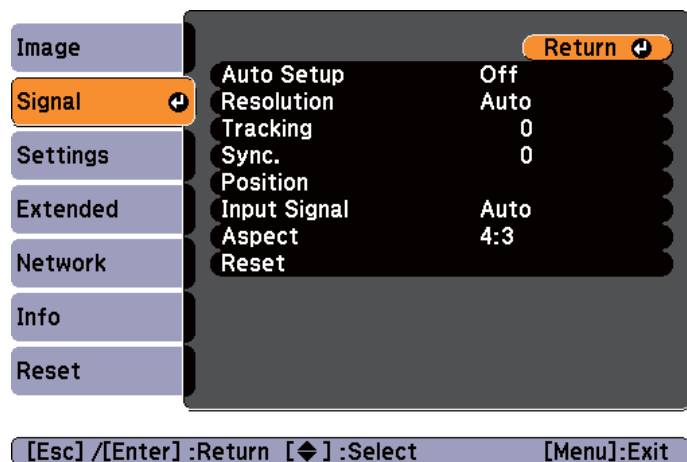 Image
Signal
Settings
Extended
Network
Info
Reset
Return
Auto Setup Off
Resolution Auto
Tracking 0
Sync. 0
Position
Input Signal Auto
Aspect 4:3
Reset
[Esc] /[Enter] :Return [◆] :Select [Menu]:Exit